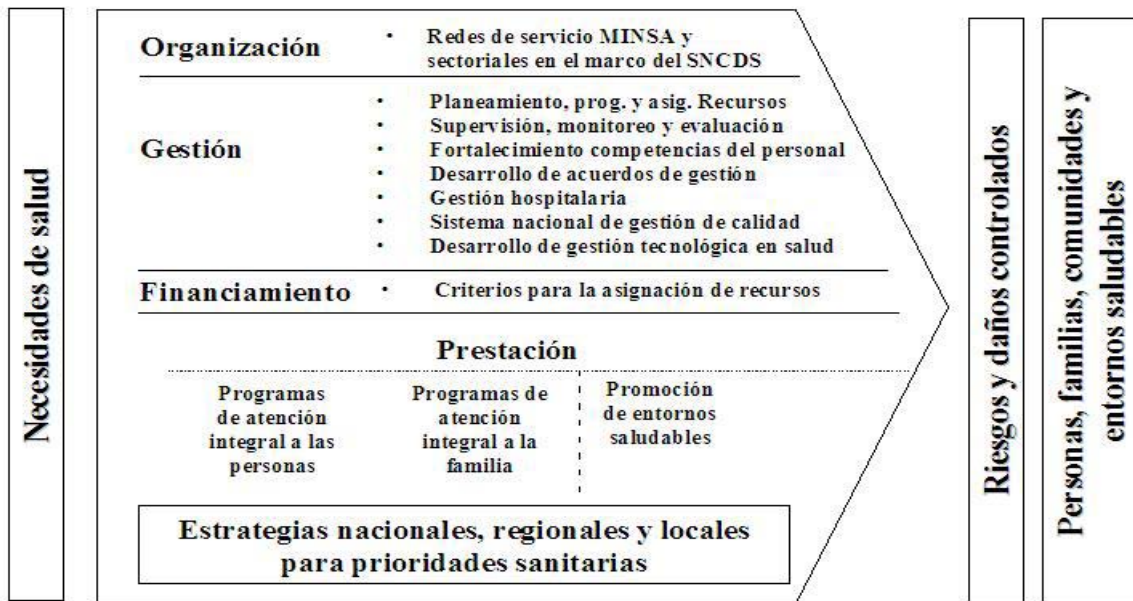 Necesidades de salud
Organización
• Redes de servicio MINSA y
sectoriales en el marco del SNCDS
Gestión
• Planeamiento, prog. y asig. Recursos
• Supervisión, monitoreo y evaluación
• Fortalecimiento competencias del personal
• Desarrollo de acuerdos de gestión
• Gestión hospitalaria
• Sistema nacional de gestión de calidad
• Desarrollo de gestión tecnológica en salud
Financiamiento
• Criterios para la asignación de recursos
Prestación
Programas
de atención
integral a las
personas
Programas de
atención
integral a la
familia
Promoción
de entornos
saludables
Estrategias nacionales, regionales y locales
para prioridades sanitarias
Riesgos y daños controlados
Personas, familias, comunidades y
entornos saludables